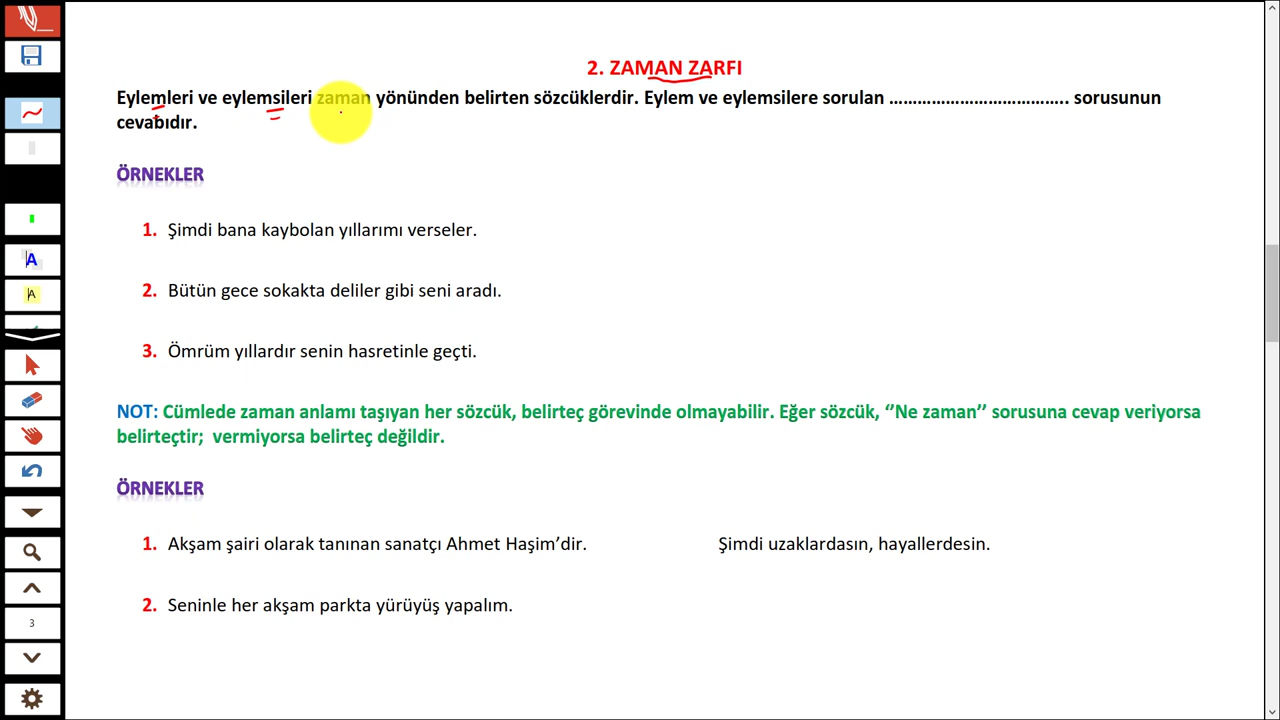 2. ZAMAN ZARFI
Eylemleri ve eylemsileri zaman yönünden belirten sözcüklerdir. Eylem ve eylemsilere sorulan ……………………………….. sorusunun
cevabıdır.
ÖRNEKLER
1. Şimdi bana kaybolan yıllarımı verseler.
2. Bütün gece sokakta deliler gibi seni aradı.
3. Ömrüm yıllardır senin hasretinle geçti.
NOT: Cümlede zaman anlamı taşıyan her sözcük, belirteç görevinde olmayabilir. Eğer sözcük, ‘’Ne zaman’’ sorusuna cevap veriyorsa
belirteçtir; vermiyorsa belirteç değildir.
ÖRNEKLER
1. Akşam şairi olarak tanınan sanatçı Ahmet Haşim’dir. Şimdi uzaklardasın, hayallerdesin.
2. Seninle her akşam parkta yürüyüş yapalım.
A
A
3